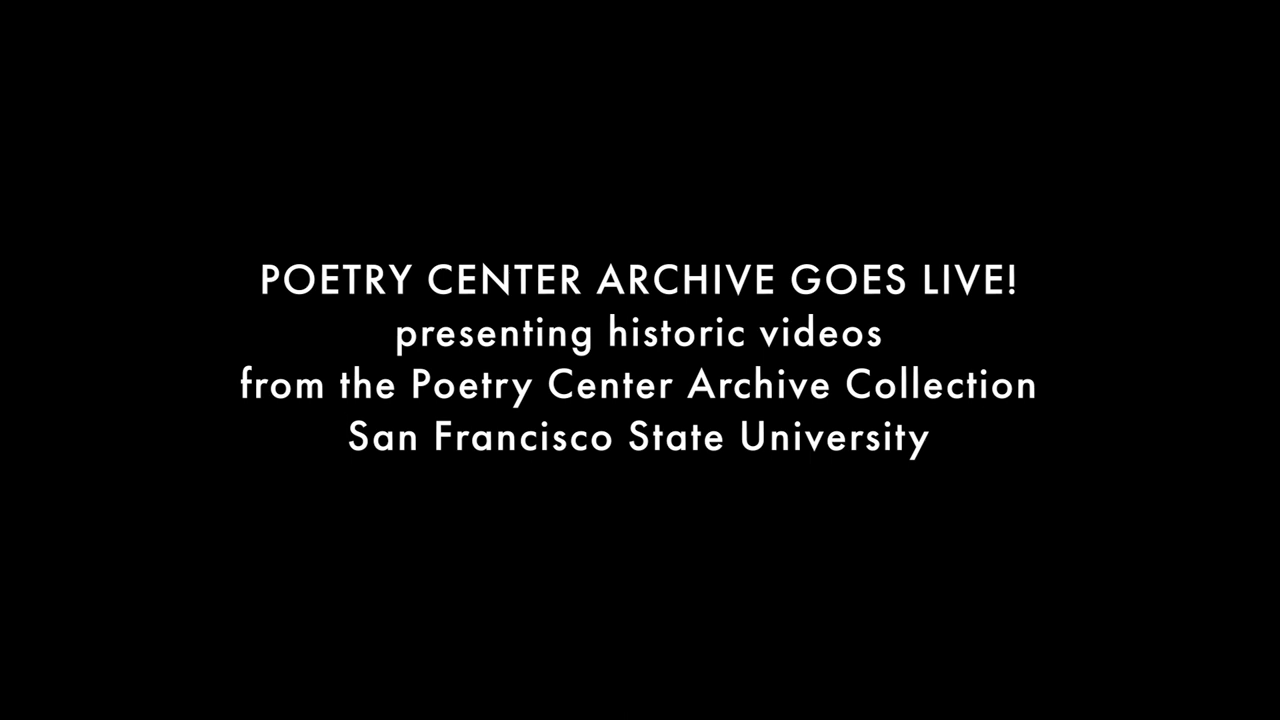 POETRY CENTER ARCHIVE GOES LIVE!
presenting historic videos
from the Poetry Center Archive Collection
San Francisco State University